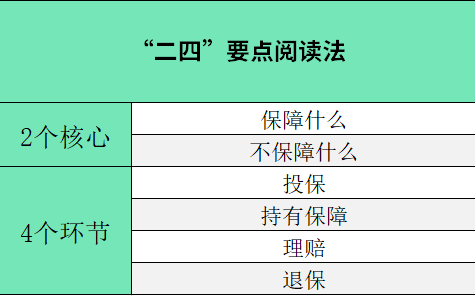 “二四”要点阅读法
2个核心
保障什么
不保障什么
4个环节
投保
持有保障
理赔
退保